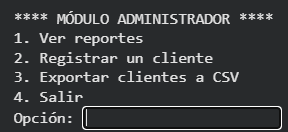 **** MÓDULO ADMINISTRADOR ****
1. Ver reportes
2. Registrar un cliente
3. Exportar clientes a CSV
4. Salir
Opción: